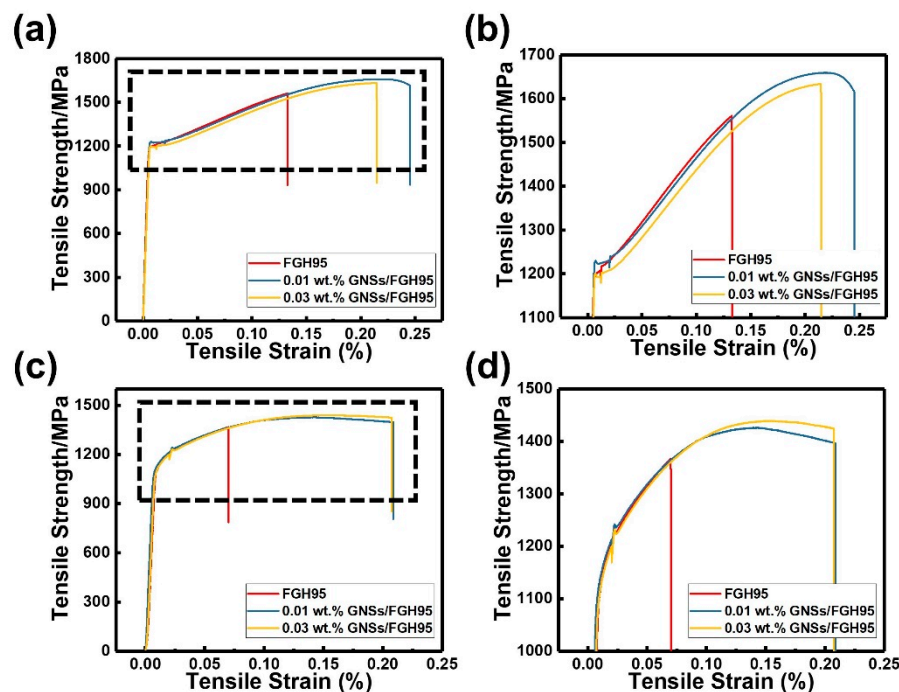 (a)
(b)
Tensile Strength/MPa
1800
1500
1200
900
600
300
0
FGH95
0.01 wt.% GNSs/FGH95
0.03 wt.% GNSs/FGH95
0.00 0.05 0.10 0.15 0.20 0.25
Tensile Strain (%)
Tensile Strength/MPa
1700
1600
1500
1400
1300
1200
1100
FGH95
0.01 wt.% GNSs/FGH95
0.03 wt.% GNSs/FGH95
0.00 0.05 0.10 0.15 0.20 0.25
Tensile Strain (%)
(c)
(d)
Tensile Strength/MPa
1500
1200
900
600
300
0
FGH95
0.01 wt.% GNSs/FGH95
0.03 wt.% GNSs/FGH95
0.00 0.05 0.10 0.15 0.20 0.25
Tensile Strain (%)
Tensile Strength/MPa
1500
1400
1300
1200
1100
1000
FGH95
0.01 wt.% GNSs/FGH95
0.03 wt.% GNSs/FGH95
0.00 0.05 0.10 0.15 0.20 0.25
Tensile Strain (%)